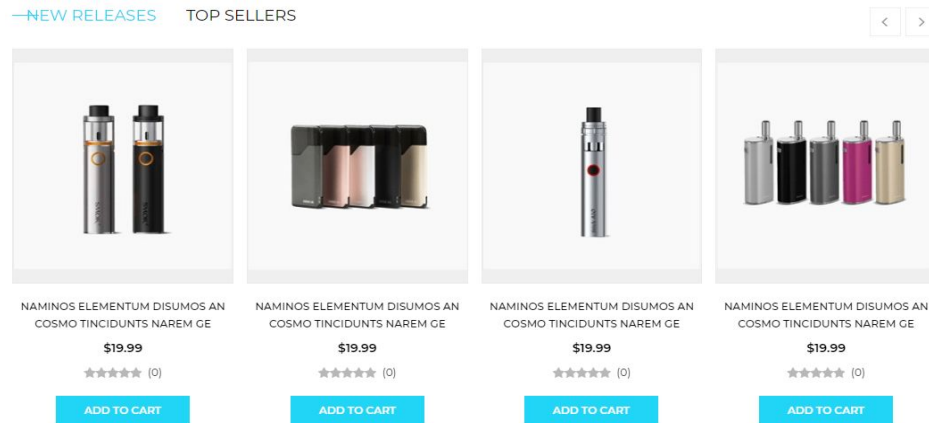 NEW RELEASES TOP SELLERS
NAMINOS ELEMENTUM DISUMOS AN
COSMO TINCIDUNTS NAREM GE
$19.99
(0)
ADD TO CART
NAMINOS ELEMENTUM DISUMOS AN
COSMO TINCIDUNTS NAREM GE
$19.99
(0)
ADD TO CART
NAMINOS ELEMENTUM DISUMOS AN
COSMO TINCIDUNTS NAREM GE
$19.99
(0)
ADD TO CART
NAMINOS ELEMENTUM DISUMOS AN
COSMO TINCIDUNTS NAREM GE
$19.99
(0)
ADD TO CART